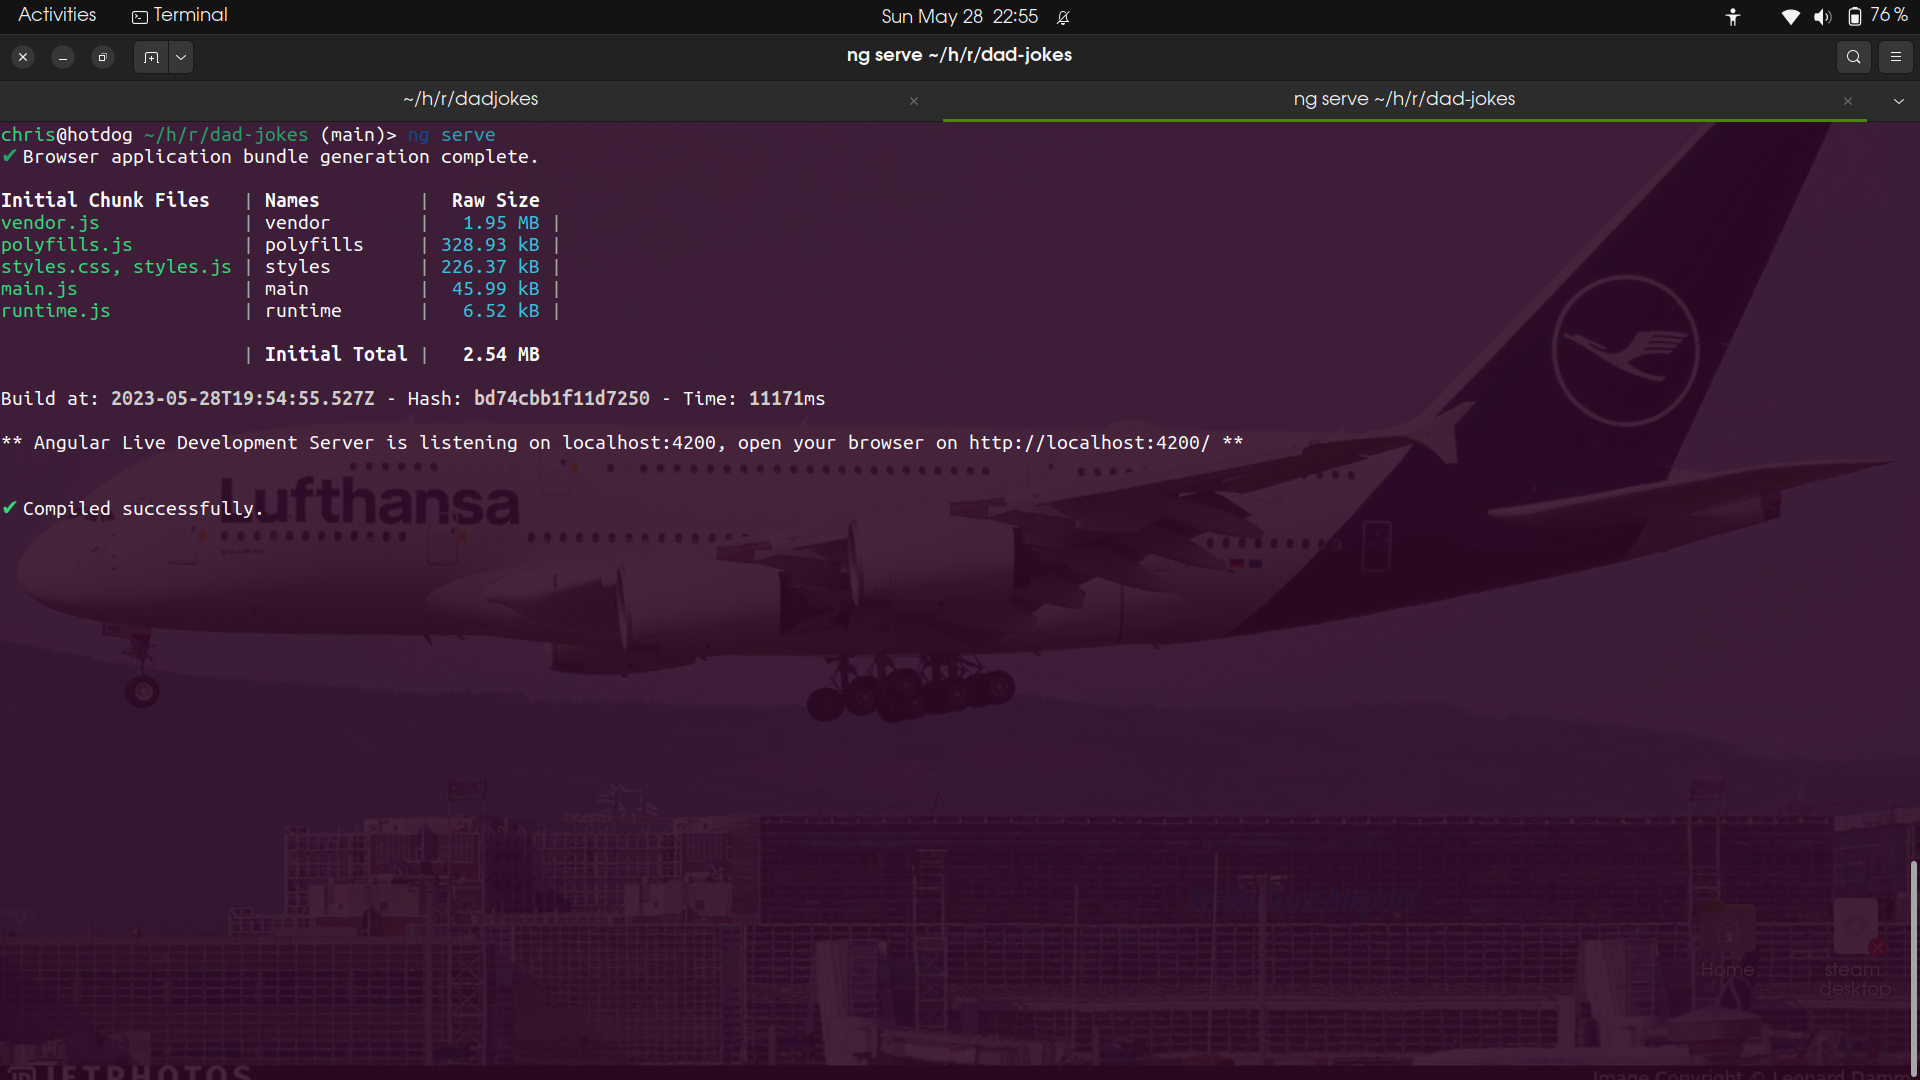 Activities Terminal Sun May 28 22:55 76 %
ng serve ~/h/r/dad-jokes
~/h/r/dadjokes ng serve ~/h/r/dad-jokes
chris@hotdog ~/h/r/dad-jokes (main)> ng serve
✔ Browser application bundle generation complete.
Initial Chunk Files | Names | Raw Size
vendor.js | vendor | 1.95 MB |
polyfills.js | polyfills | 328.93 kB |
styles.css, styles.js | styles | 226.37 kB |
main.js | main | 45.99 kB |
runtime.js | runtime | 6.52 kB |
| Initial Total | 2.54 MB
Build at: 2023-05-28T19:54:55.527Z - Hash: bd74cbb1f11d7250 - Time: 11171ms
** Angular Live Development Server is listening on localhost:4200, open your browser on http://localhost:4200/ **
Lufthansa
✔ Compiled successfully.
Home
steam.
desktop
JETPHOTOS
Image Copyright © Leonard Damm